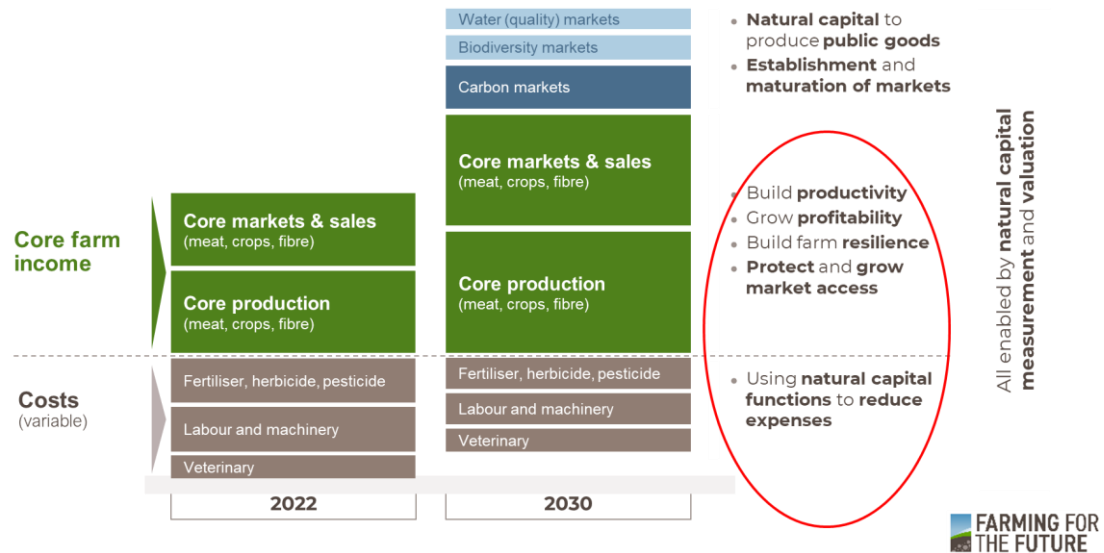 Water (quality) markets
Biodiversity markets
Carbon markets
Core markets & sales
(meat, crops, fibre)
Core production
(meat, crops, fibre)
Fertiliser, herbicide, pesticide
Labour and machinery
Veterinary
2030
Core farm
income
Core markets & sales
(meat, crops, fibre)
Core production
(meat, crops, fibre)
Costs
(variable)
Fertiliser, herbicide, pesticide
Labour and machinery
Veterinary
2022
• Natural capital to
produce public goods
• Establishment and
maturation of markets
• Build productivity
• Grow profitability
• Build farm resilience
• Protect and grow
market access
• Using natural capital
functions to reduce
expenses
All enabled by natural capital
measurement and valuation
FARMING FOR
THE FUTURE